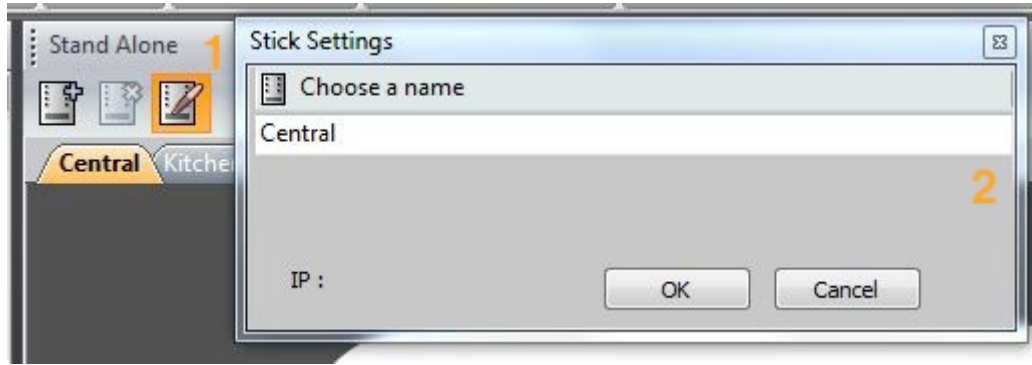 Stand Alone 1
Stick Settings
Choose a name
Central
Central
2
IP :
OK Cancel